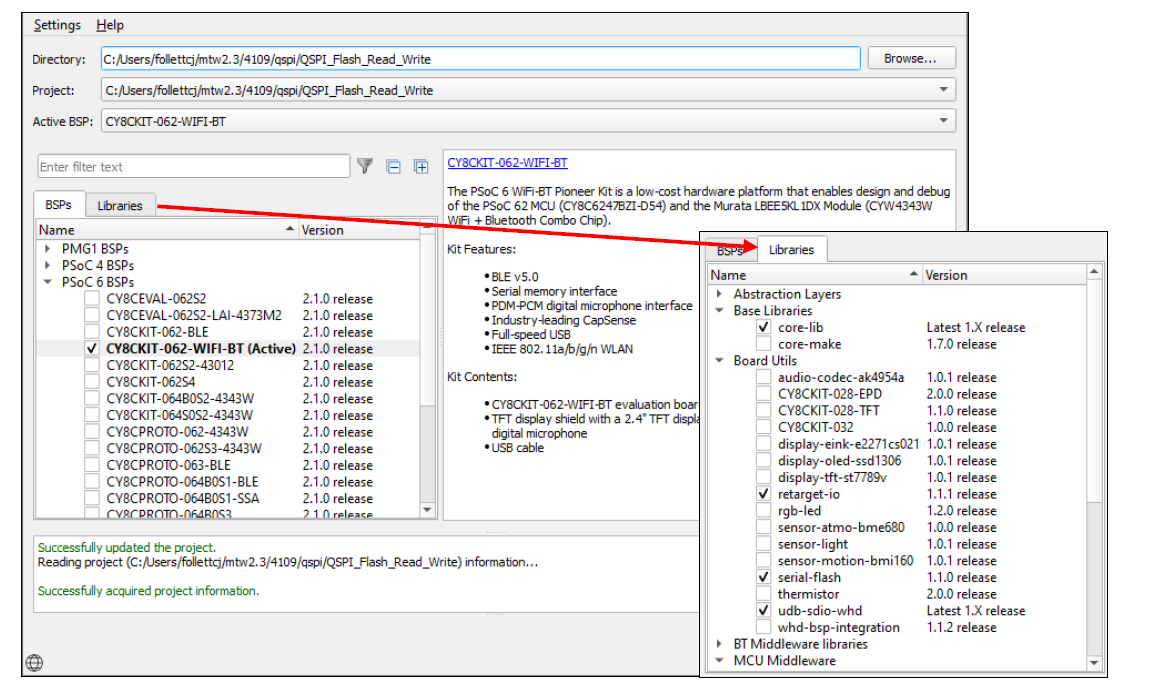 Settings Help
Directory: C:/Users/follettcj/mtw2.3/4109/qspi/QSPI_Flash_Read_Write Browse...
Project: C:/Users/follettcj/mtw2.3/4109/qspi/QSPI_Flash_Read_Write
Active BSP: CY8CKIT-062-WIFI-BT
Enter filter text
BSPs Libraries
Name Version
PMG1 BSPs
PSoC 4 BSPs
PSoC 6 BSPs
CY8CEVAL-062S2 2.1.0 release
CY8CEVAL-062S2-LAI-4373M2 2.1.0 release
CY8CKIT-062-BLE 2.1.0 release
CY8CKIT-062-WIFI-BT (Active) 2.1.0 release
CY8CKIT-062S2-43012 2.1.0 release
CY8CKIT-062S4 2.1.0 release
CY8CKIT-064B0S2-4343W 2.1.0 release
CY8CKIT-064S0S2-4343W 2.1.0 release
CY8CPROTO-062-4343W 2.1.0 release
CY8CPROTO-062S3-4343W 2.1.0 release
CY8CPROTO-063-BLE 2.1.0 release
CY8CPROTO-064B0S1-BLE 2.1.0 release
CY8CPROTO-064B0S1-SSA 2.1.0 release
CY8CPROTO-064B0S3 2.1.0 release
CY8CKIT-062-WIFI-BT
The PSoC 6 WiFi-BT Pioneer Kit is a low-cost hardware platform that enables design and debug
of the PSoC 62 MCU (CY8C6247BZI-D54) and the Murata LBEE5KL1DX Module (CYW4343W
WiFi + Bluetooth Combo Chip).
Kit Features:
•BLE v5.0
•Serial memory interface
•PDM-PCM digital microphone interface
•Industry-leading CapSense
•Full-speed USB
•IEEE 802.11a/b/g/n WLAN
Kit Contents:
•CY8CKIT-062-WIFI-BT evaluation
•TFT display shield with a 2.4" TFT
digital microphone
•USB cable
Successfully updated the project.
Reading project (C:/Users/follettcj/mtw2.3/4109/qspi/QSPI_Flash_Read_Write) information...
Successfully acquired project information.
BSPs Libraries
Name Version
Abstraction Layers
Base Libraries
core-lib Latest 1.X release
core-make 1.7.0 release
Board Utils
audio-codec-ak4954a 1.0.1 release
CY8CKIT-028-EPD 2.0.0 release
CY8CKIT-028-TFT 1.1.0 release
CY8CKIT-032 1.0.0 release
display-eink-e2271cs021 1.0.1 release
display-oled-ssd1306 1.0.1 release
display-tft-st7789v 1.0.1 release
retarget-io 1.1.1 release
rgb-led 1.2.0 release
sensor-atmo-bme680 1.0.0 release
sensor-light 1.0.1 release
sensor-motion-bmi160 1.0.1 release
serial-flash 1.1.0 release
thermistor 2.0.0 release
udb-sdio-whd Latest 1.X release
whd-bsp-integration 1.1.2 release
BT Middleware libraries
MCU Middleware